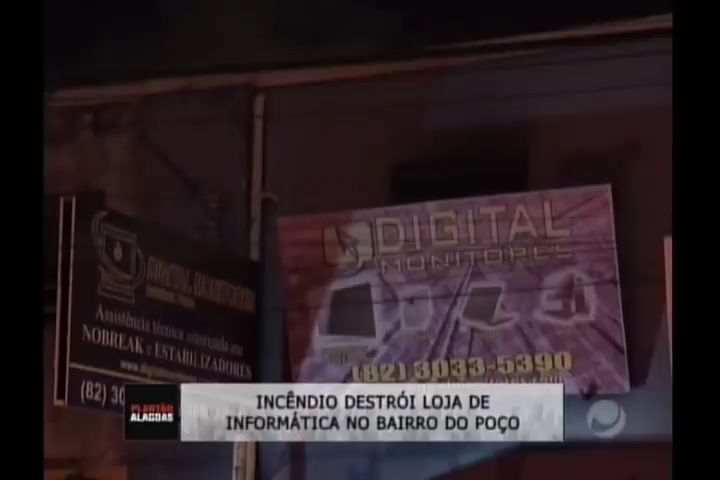 DIGITAL
MONITORES
(82) 3033-5390
Assistência técnica autorizada em
NOBREAK e ESTABILIZADORES
(82) 30
PLANTÃO
ALAGOAS
INCÊNDIO DESTRÓI LOJA DE
INFORMÁTICA NO BAIRRO DO POÇO